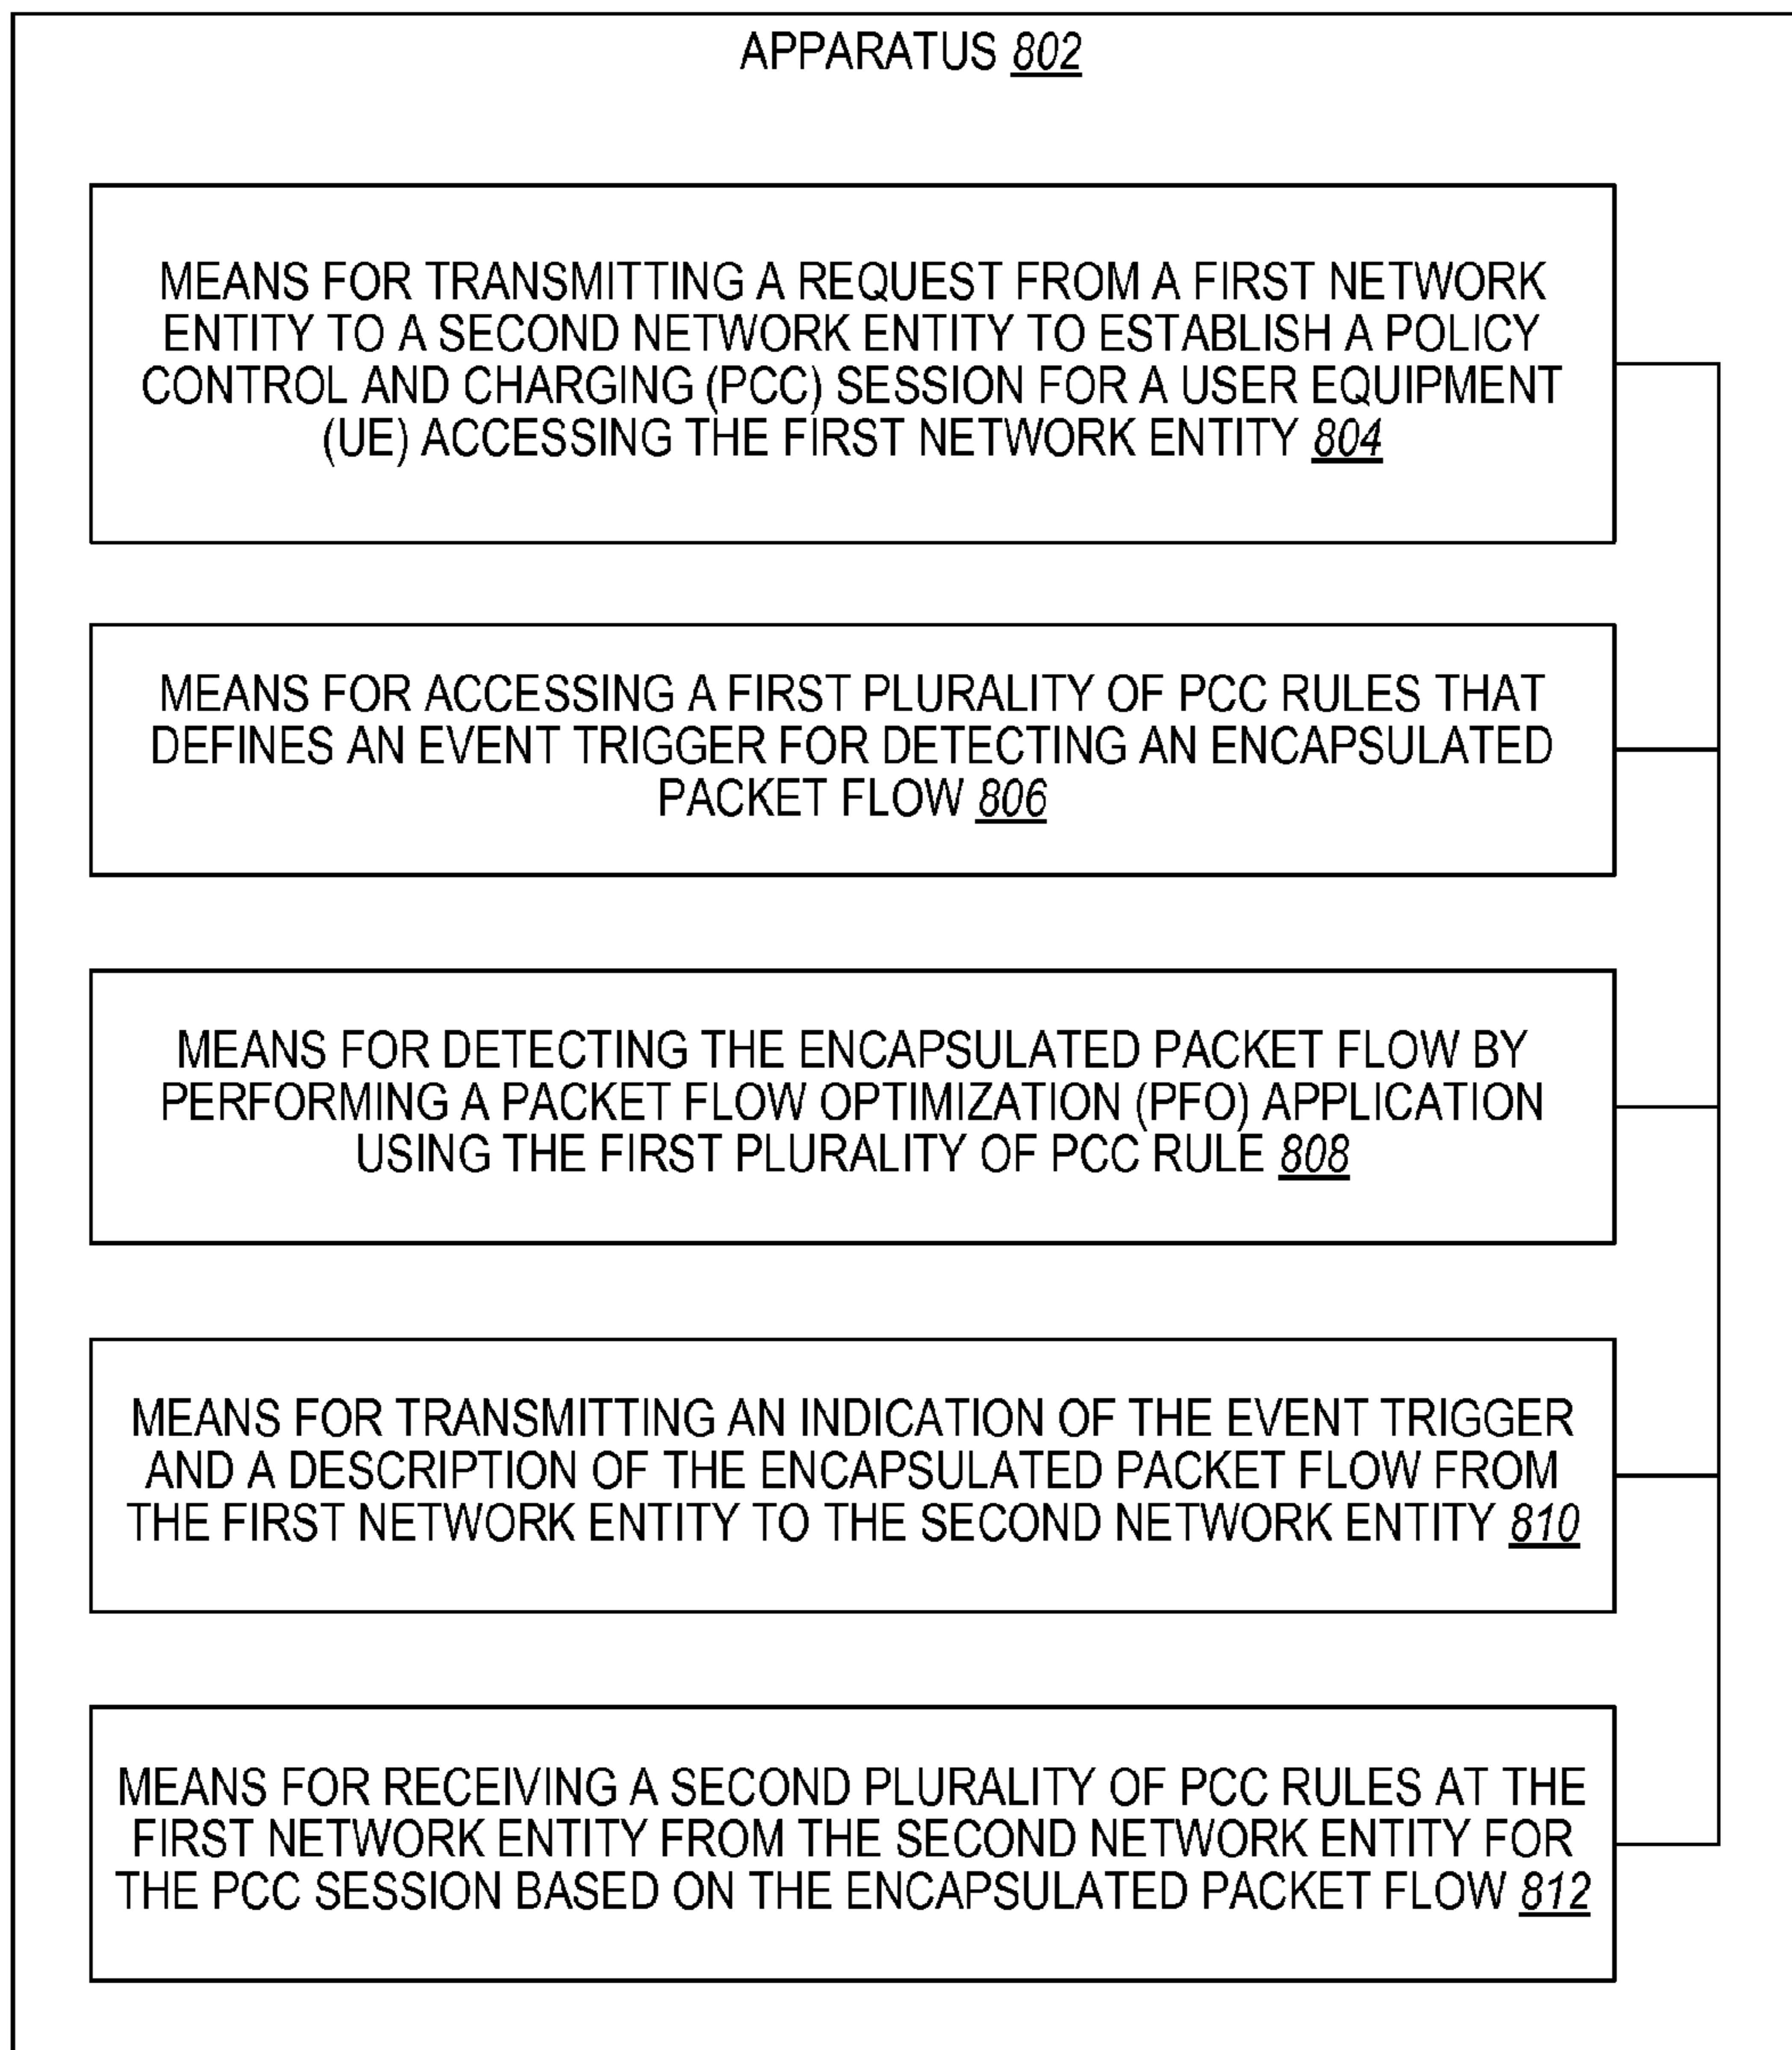 APPARATUS 802
MEANS FOR TRANSMITTING A REQUEST FROM A FIRST NETWORK
ENTITY TO A SECOND NETWORK ENTITY TO ESTABLISH A POLICY
CONTROL AND CHARGING (PCC) SESSION FOR A USER EQUIPMENT
(UE) ACCESSING THE FIRST NETWORK ENTITY 804
MEANS FOR ACCESSING A FIRST PLURALITY OF PCC RULES THAT
DEFINES AN EVENT TRIGGER FOR DETECTING AN ENCAPSULATED
PACKET FLOW 806
MEANS FOR DETECTING THE ENCAPSULATED PACKET FLOW BY
PERFORMING A PACKET FLOW OPTIMIZATION (PFO) APPLICATION
USING THE FIRST PLURALITY OF PCC RULE 808
MEANS FOR TRANSMITTING AN INDICATION OF THE EVENT TRIGGER
AND A DESCRIPTION OF THE ENCAPSULATED PACKET FLOW FROM
THE FIRST NETWORK ENTITY TO THE SECOND NETWORK ENTITY 810
MEANS FOR RECEIVING A SECOND PLURALITY OF PCC RULES AT THE
FIRST NETWORK ENTITY FROM THE SECOND NETWORK ENTITY FOR
THE PCC SESSION BASED ON THE ENCAPSULATED PACKET FLOW 812